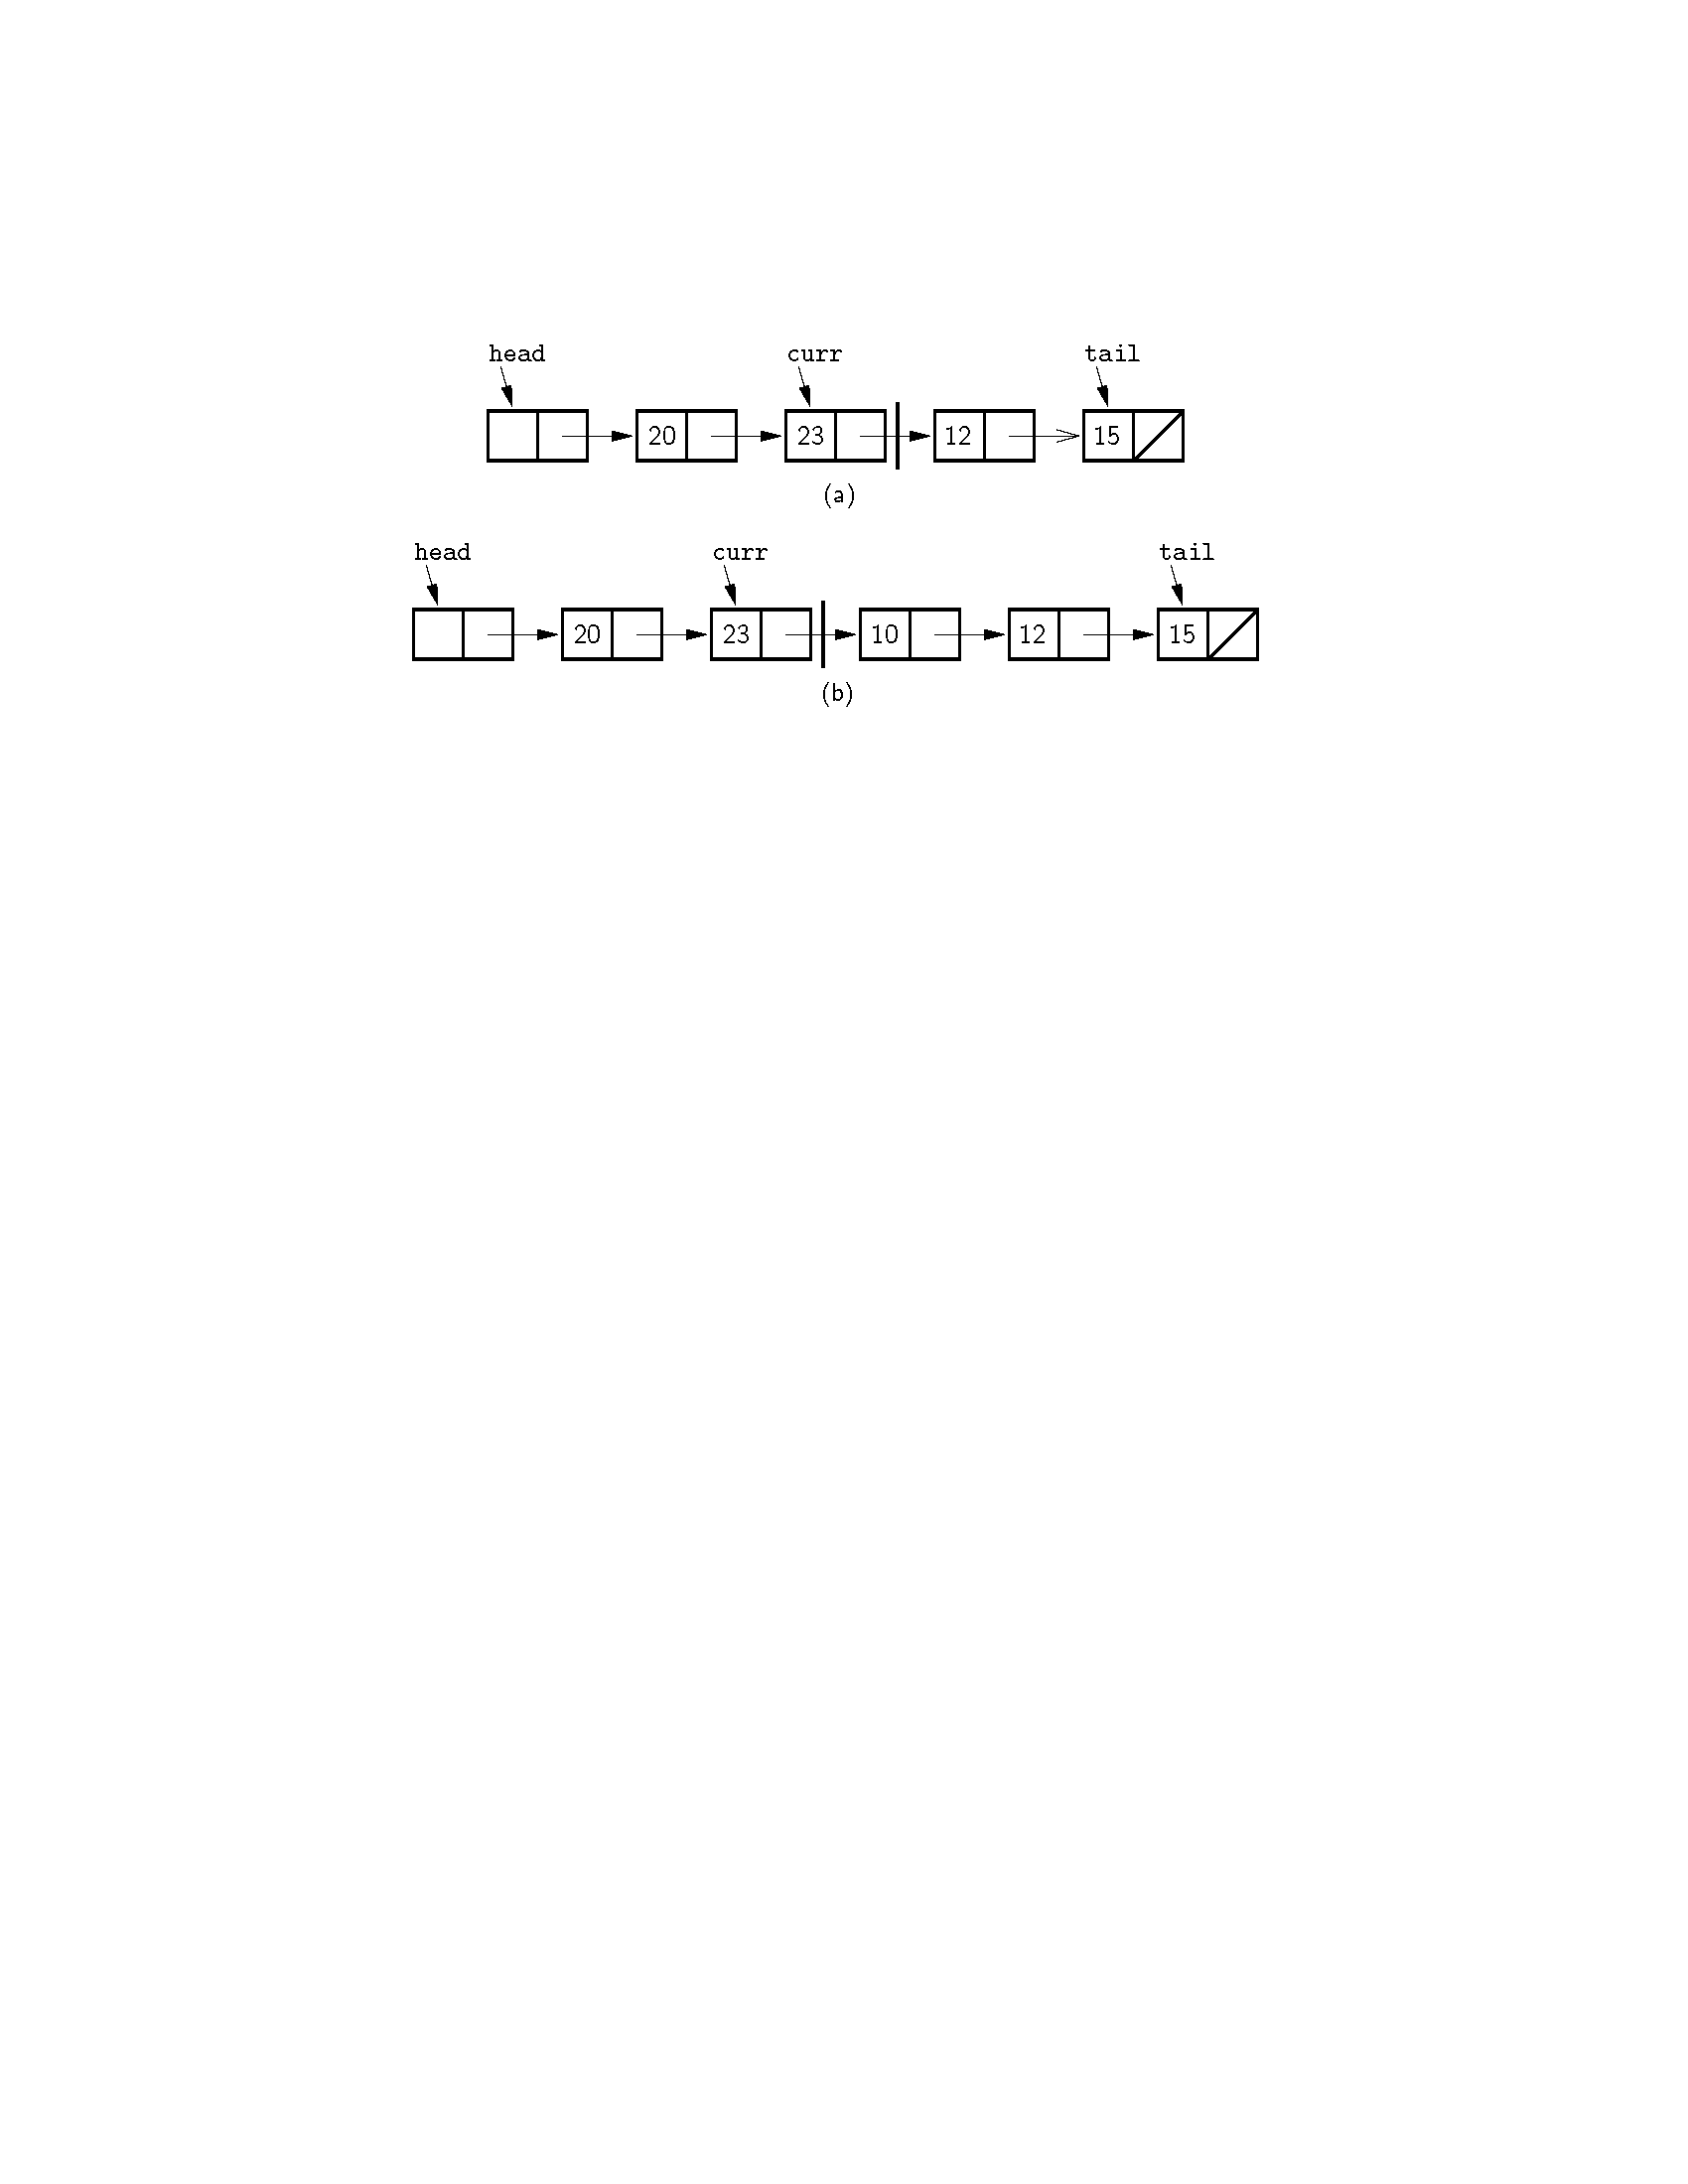 head curr tail
20 23 12 15
(a)
head curr tail
20 23 10 12 15
(b)